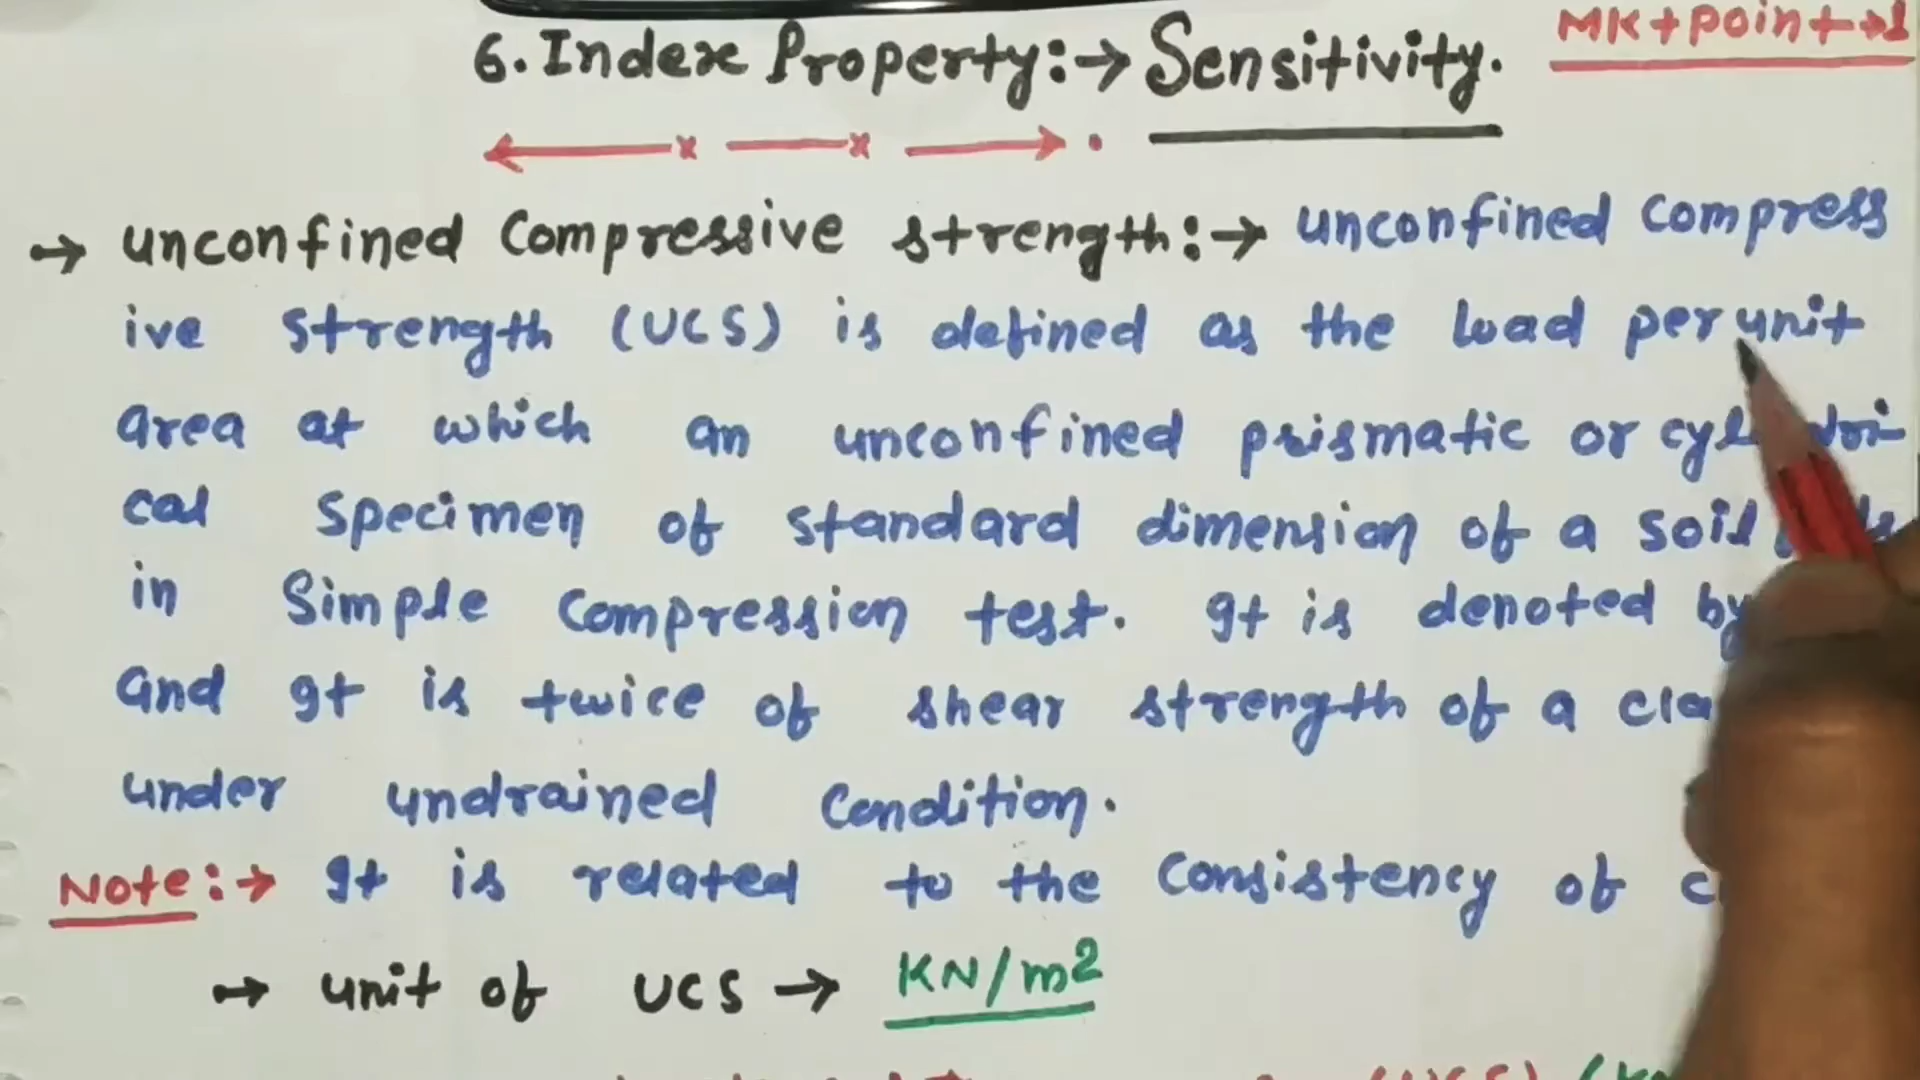 6. Index Property:→ Sensitivity.
MK+point→1
→ unconfined compressive strength:→ unconfined compress
ive strength (UCS) is defined as the load per unit
area at which an unconfined prismatic or
cal specimen of standard dimension of a soil
in simple compression test. It is denoted by
and It is twice of shear strength of a
under undrained condition.
Note:→ It is related to the consistency of
→ unit of UCS → KN/m2
(UCS)